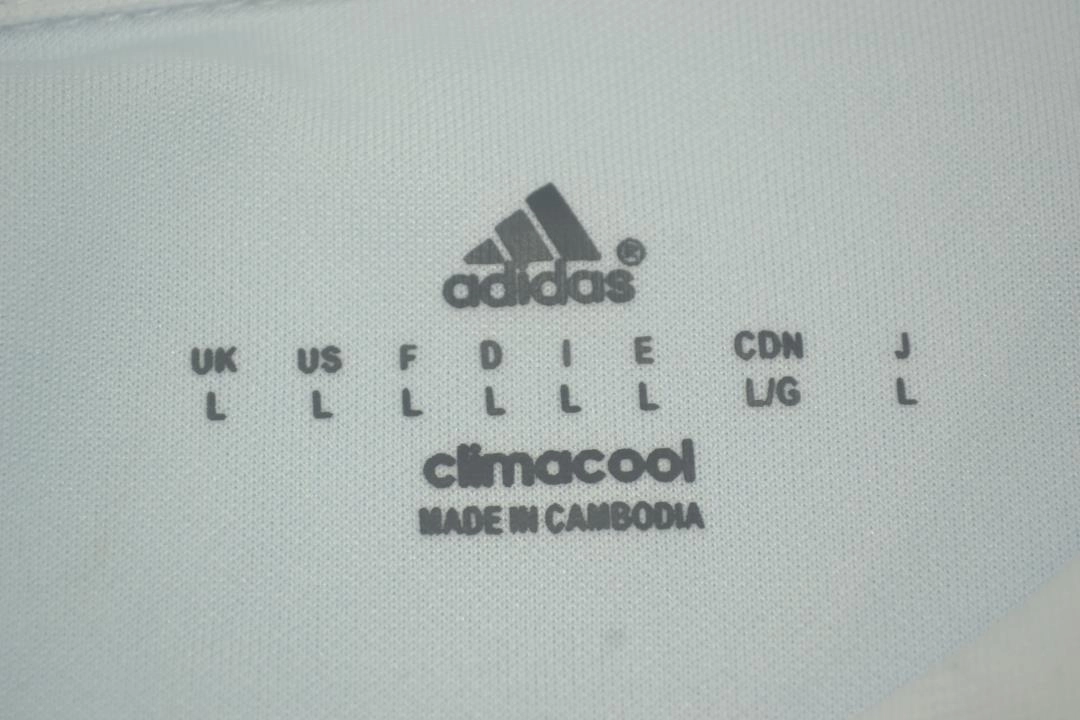 adidas®
UK US F D I E CDN J
L L L L L L L/G L
climacool
MADE IN CAMBODIA